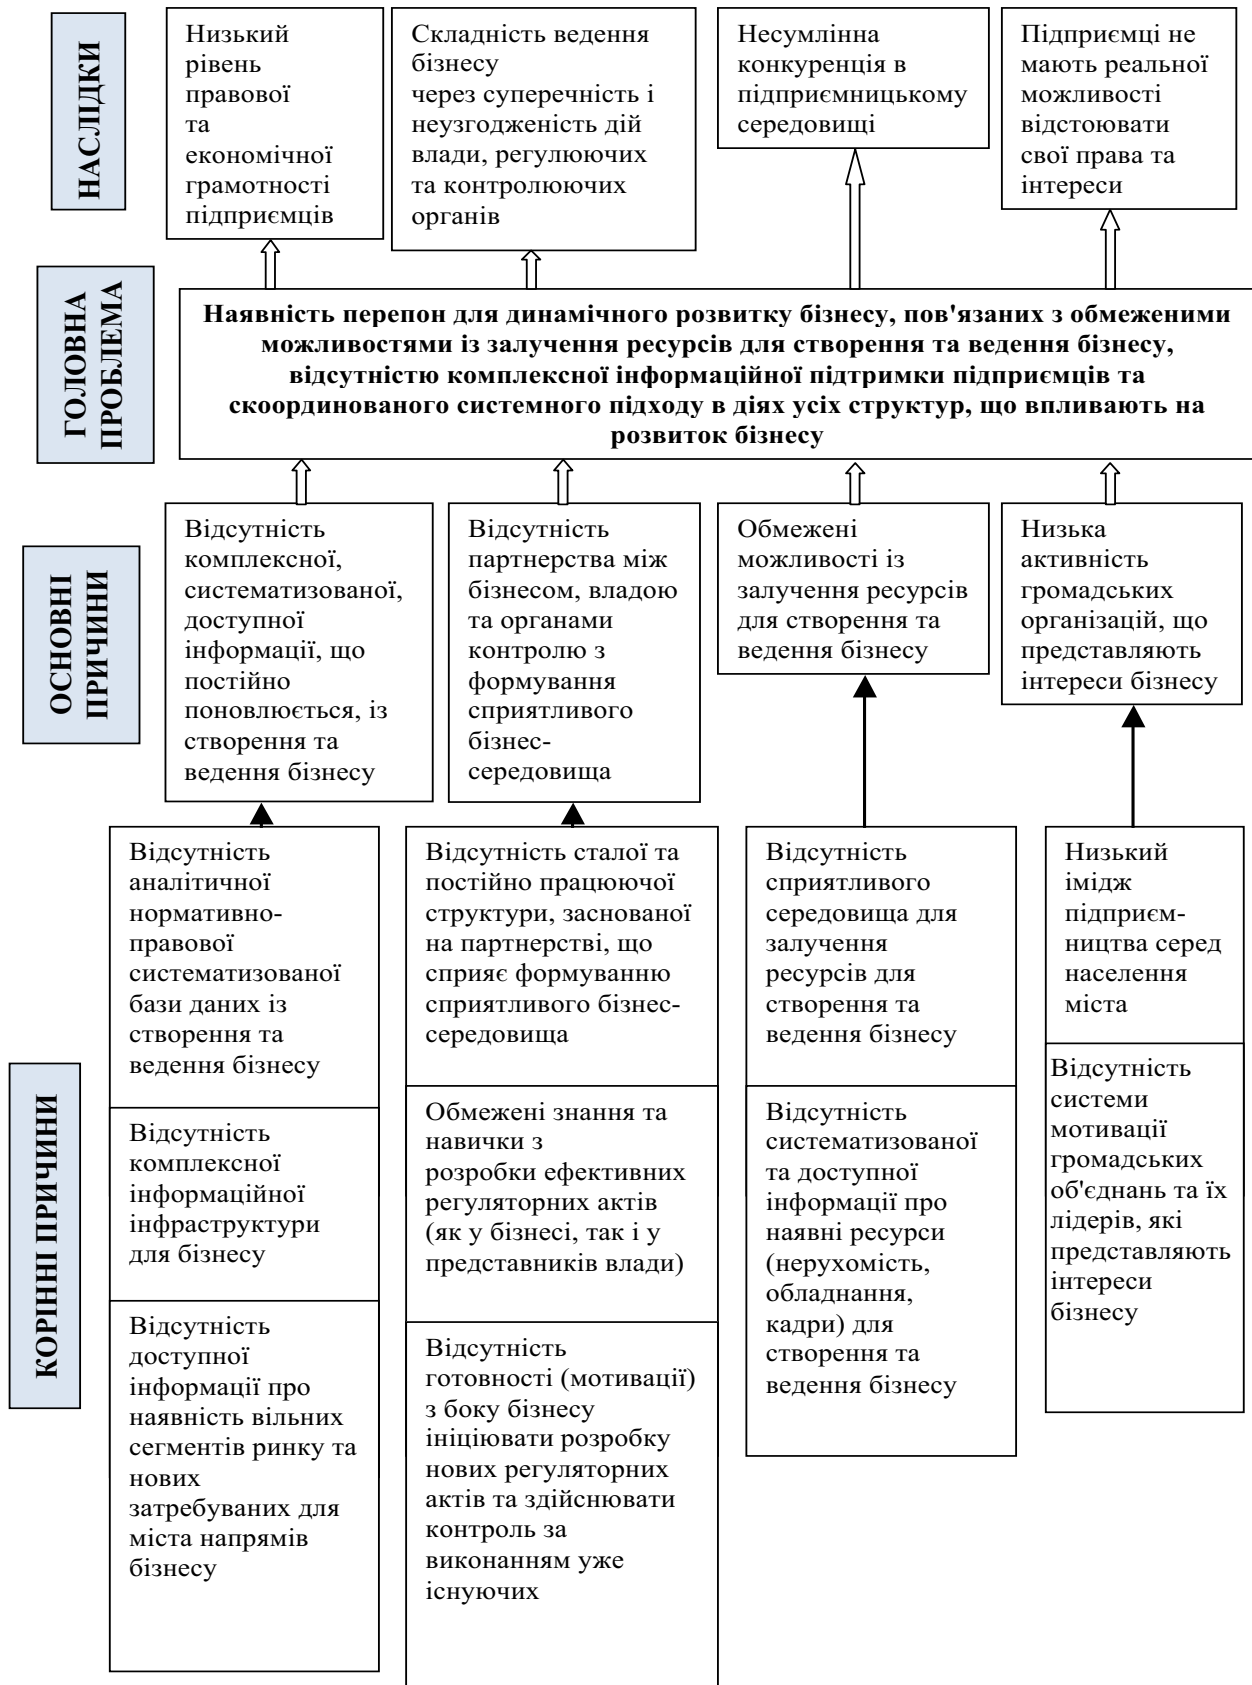 НАСЛІДКИ
Низький
рівень
правової
та
економічної
грамотності
підприємців
Складність ведення
бізнесу
через суперечність і
неузгодженість дій
влади, регулюючих
та контролюючих
органів
Несумлінна
конкуренція в
підприємницькому
середовищі
Підприємці не
мають реальної
можливості
відстоювати
свої права та
інтереси
ГОЛОВНА
ПРОБЛЕМА
Наявність перепон для динамічного розвитку бізнесу, пов'язаних з обмеженими
можливостями із залучення ресурсів для створення та ведення бізнесу,
відсутністю комплексної інформаційної підтримки підприємців та
скоординованого системного підходу в діях усіх структур, що впливають на
розвиток бізнесу
ОСНОВНІ
ПРИЧИНИ
Відсутність
комплексної,
систематизованої,
доступної
інформації, що
постійно
поновлюється, із
створення та
ведення бізнесу
Відсутність
партнерства між
бізнесом, владою
та органами
контролю з
формування
сприятливого
бізнес-
середовища
Обмежені
можливості із
залучення ресурсів
для створення та
ведення бізнесу
Низька
активність
громадських
організацій, що
представляють
інтереси бізнесу
КОРІННІ ПРИЧИНИ
Відсутність
аналітичної
нормативно-
правової
систематизованої
бази даних із
створення та
ведення бізнесу
Відсутність
комплексної
інформаційної
інфраструктури
для бізнесу
Відсутність
доступної
інформації про
наявність вільних
сегментів ринку та
нових
затребуваних для
міста напрямів
бізнесу
Відсутність сталої та
постійно працюючої
структури, заснованої
на партнерстві, що
сприяє формуванню
сприятливого бізнес-
середовища
Обмежені знання та
навички з
розробки ефективних
регуляторних актів
(як у бізнесі, так і у
представників влади)
Відсутність
готовності (мотивації)
з боку бізнесу
ініціювати розробку
нових регуляторних
актів та здійснювати
контроль за
виконанням уже
існуючих
Відсутність
сприятливого
середовища для
залучення
ресурсів для
створення та
ведення бізнесу
Відсутність
систематизованої
та доступної
інформації про
наявні ресурси
(нерухомість,
обладнання,
кадри) для
створення та
ведення бізнесу
Низький
імідж
підприєм-
ництва серед
населення
міста
Відсутність
системи
мотивації
громадських
об'єднань та їх
лідерів, які
представляють
інтереси
бізнесу